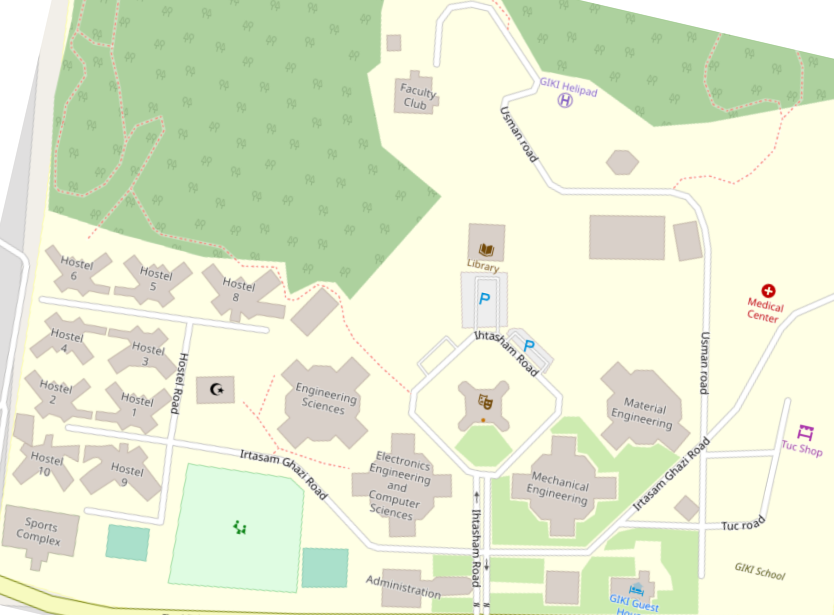 GIKI Helipad
H
Faculty
Club
Usman road
Library
P
P
Ihtasham Road
Medical
Center
Usman road
Hostel
6
Hostel
5
Hostel
8
Hostel
4
Hostel
3
Hostel Road
Hostel
2
Hostel
1
Engineering
Sciences
Material
Engineering
Tuc Shop
Hostel
10
Hostel
9
Irtasam Ghazi Road
Electronics
Engineering
and
Computer
Sciences
Mechanical
Engineering
Irtasam Ghazi Road
Sports
Complex
Ihtasham Road
Tuc road
GIKI School
Administration
GIKI Guest